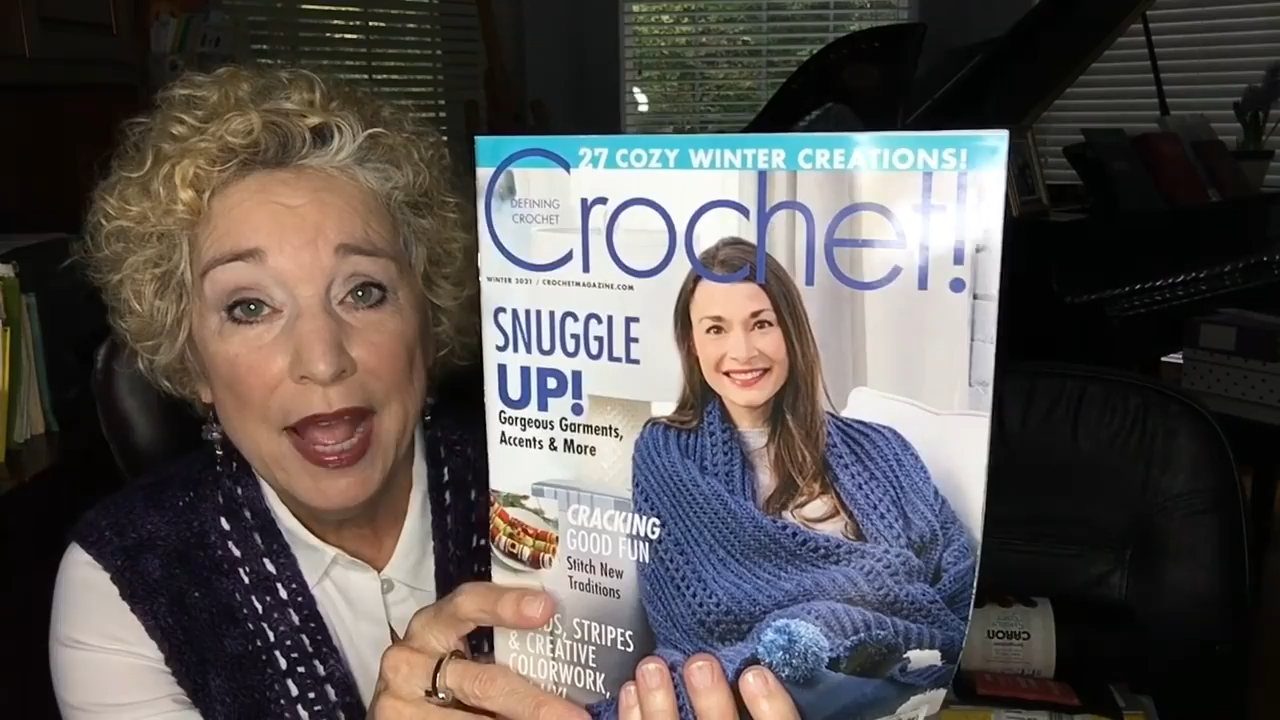 27 COZY WINTER CREATIONS!
DEFINING
CROCHET
Crochet!
WINTER 2021 / CROCHETMAGAZINE.COM
SNUGGLE
UP!
Gorgeous Garments,
Accents & More
CRACKING
GOOD FUN
Stitch New
Traditions
STRIPES
& CREATIVE
COLORWORK,
CARON